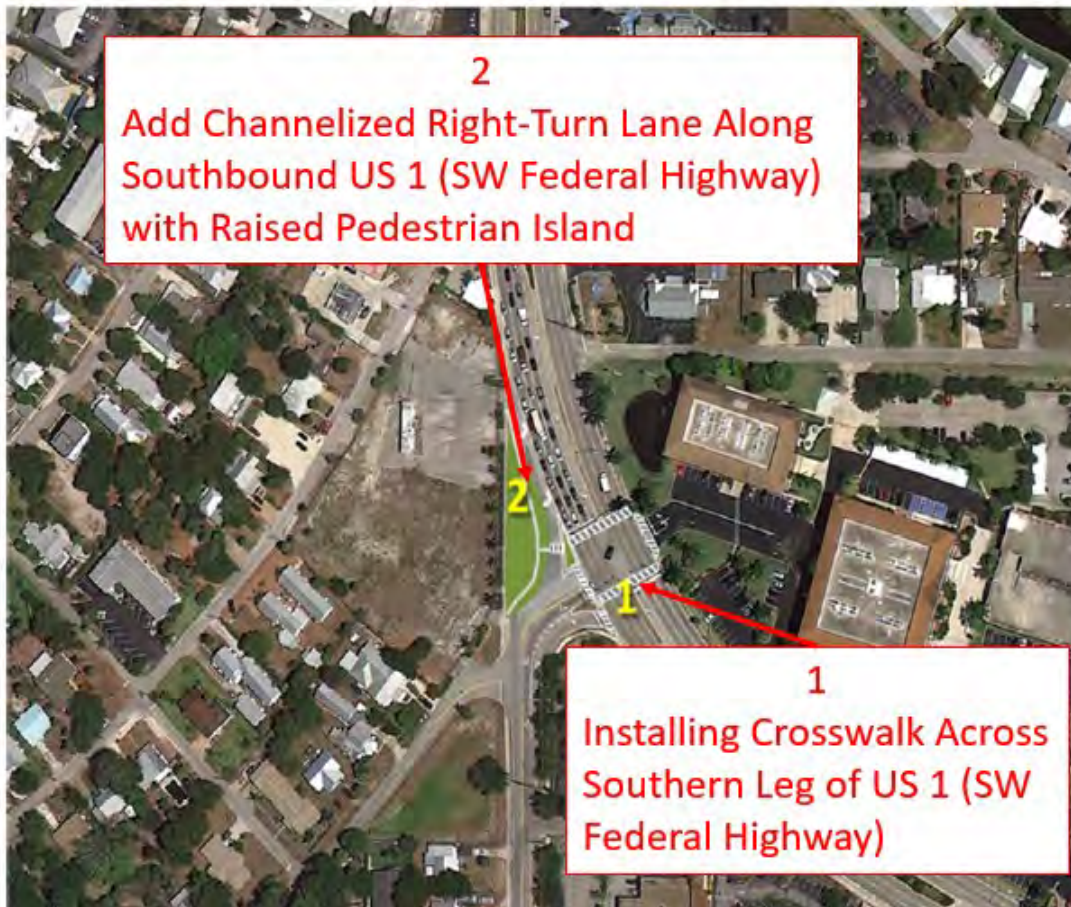 2
Add Channelized Right-Turn Lane Along
Southbound US 1 (SW Federal Highway)
with Raised Pedestrian Island
2
1
1
Installing Crosswalk Across
Southern Leg of US 1 (SW
Federal Highway)